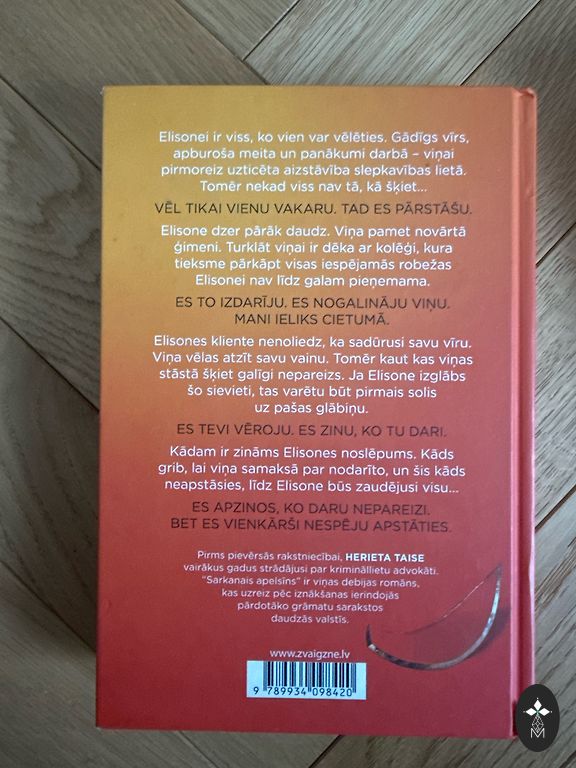 Elisonei ir viss, ko vien var vēlēties. Gādīgs vīrs,
apburoša meita un panākumi darbā – viņai
pirmoreiz uzticēta aizstāvība slepkavības lietā.
Tomēr nekad viss nav tā, kā šķiet...
VĒL TIKAI VIENU VAKARU. TAD ES PĀRSTĀŠU.
Elisone dzer pārāk daudz. Viņa pamet novārtā
ģimeni. Turklāt viņai ir dēka ar kolēģi, kura
tieksme pārkāpt visas iespējamās robežas
Elisonei nav līdz galam pieņemama.
ES TO IZDARĪJU. ES NOGALINĀJU VIŅU.
MANI IELIKS CIETUMĀ.
Elisones kliente nenoliedz, ka sadūrusi savu vīru.
Viņa vēlas atzīt savu vainu. Tomēr kaut kas viņas
stāstā šķiet galīgi nepareizs. Ja Elisone izglābs
šo sievieti, tas varētu būt pirmais solis
uz pašas glābiņu.
ES TEVI VĒROJU. ES ZINU, KO TU DARI.
Kādam ir zināms Elisones noslēpums. Kāds
grib, lai viņa samaksā par nodarīto, un šis kāds
neapstāsies, līdz Elisone būs zaudējusi visu...
ES APZINOS, KO DARU NEPAREIZI.
BET ES VIENKĀRŠI NESPĒJU APSTĀTIES.
Pirms pievērsās rakstniecībai, HERIETA TAISE
vairākus gadus strādājusi par krimināllietu advokāti.
"Sarkanais apelsīns" ir viņas debijas romāns,
kas uzreiz pēc iznākšanas ierindojās
pārdotāko grāmatu sarakstos
daudzās valstīs.
www.zvaigzne.lv
9 789934 098420
M